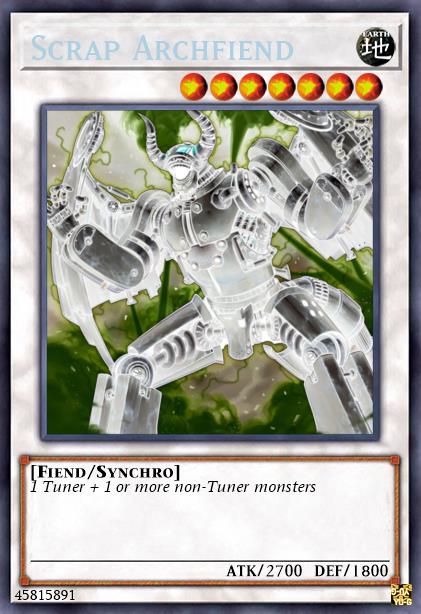 SCRAP ARCHFIEND
EARTH
地
[FIEND/SYNCHRO]
1 Tuner + 1 or more non-Tuner monsters
ATK/2700 DEF/1800
45815891